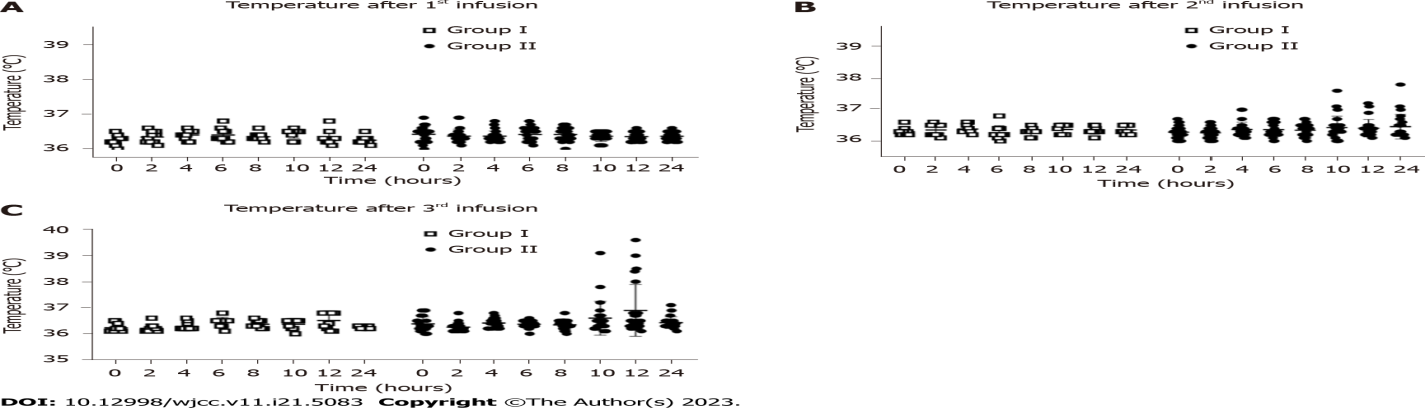 A Temperature after 1st infusion
Group I
Group II
Temperature (°C)
39
38
37
36
0 2 4 6 8 10 12 24 0 2 4 6 8 10 12 24
Time (hours)
B Temperature after 2nd infusion
Group I
Group II
Temperature (°C)
39
38
37
36
0 2 4 6 8 10 12 24 0 2 4 6 8 10 12 24
Time (hours)
C Temperature after 3rd infusion
Group I
Group II
Temperature (°C)
40
39
38
37
36
35
0 2 4 6 8 10 12 24 0 2 4 6 8 10 12 24
Time (hours)
DOI: 10.12998/wjcc.v11.i21.5083 Copyright ©The Author(s) 2023.